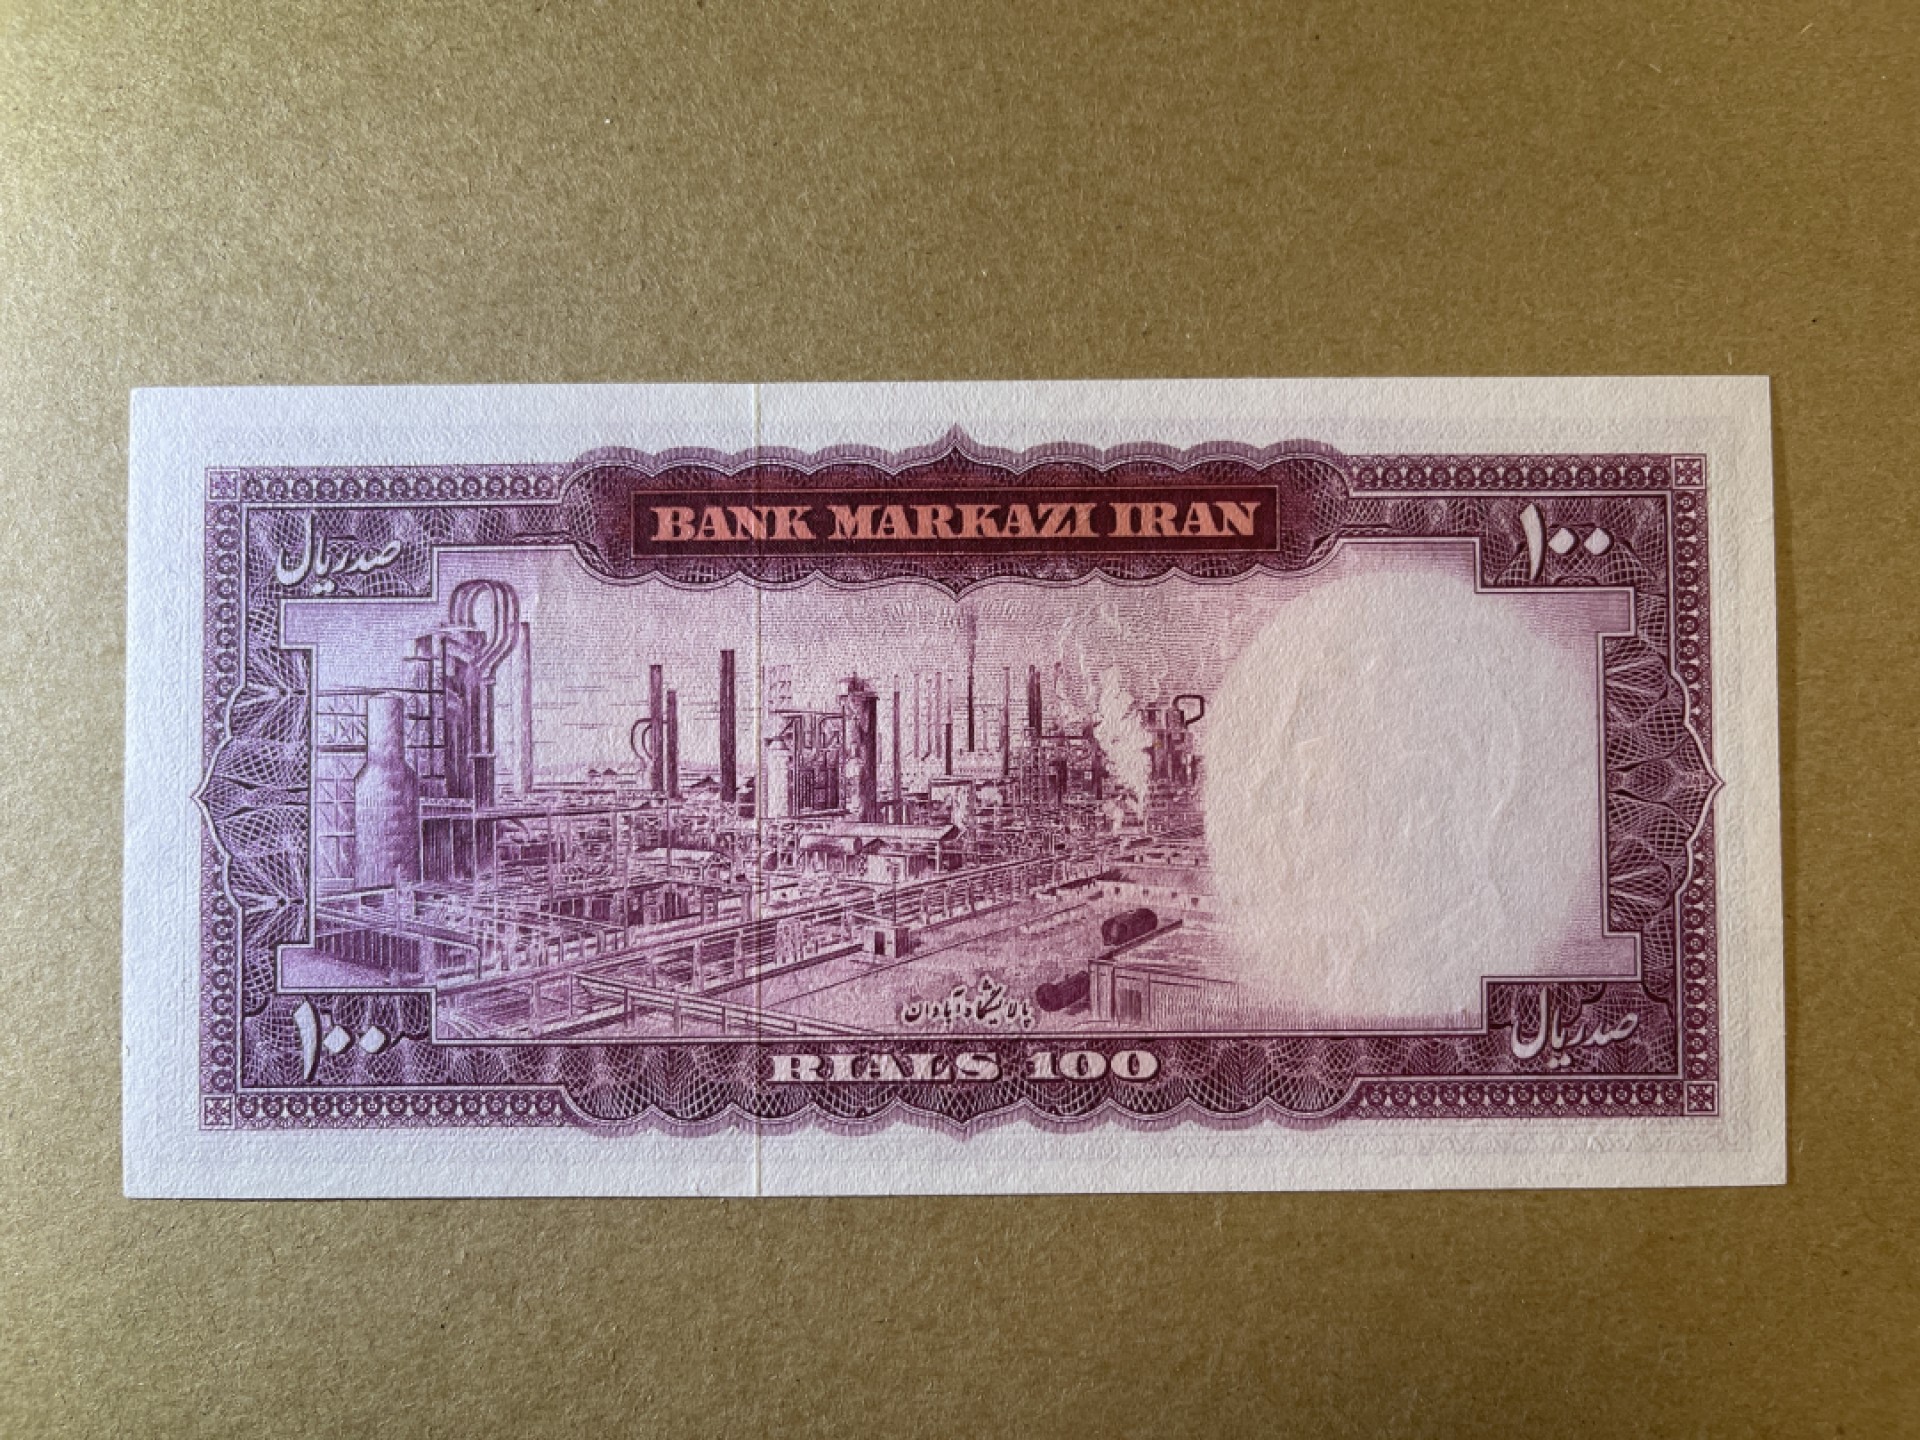 BANK MARKAZI IRAN
صد ریال
۱۰۰
پالایشگاه آبادان
۱۰۰
RIALS 100
صد ریال